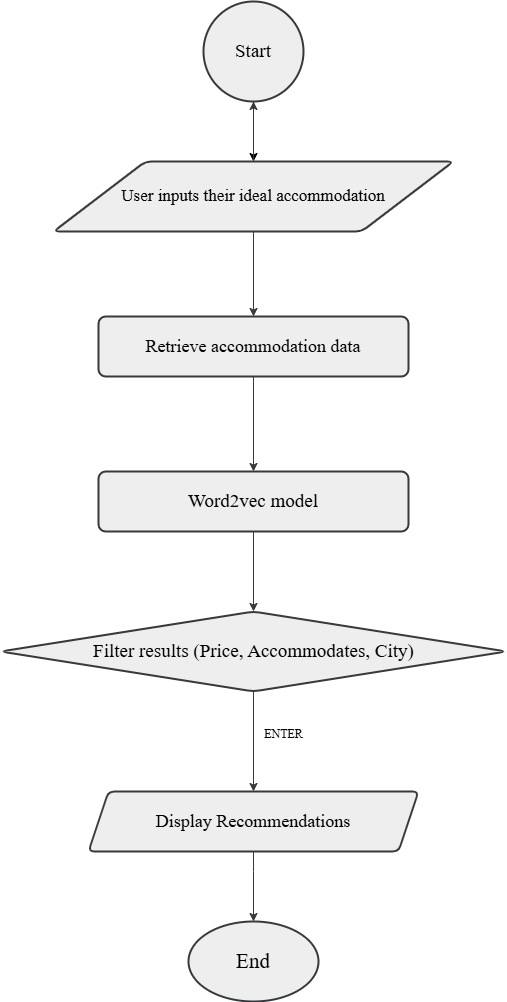 Start
User inputs their ideal accommodation
Retrieve accommodation data
Word2vec model
Filter results (Price, Accommodates, City)
ENTER
Display Recommendations
End